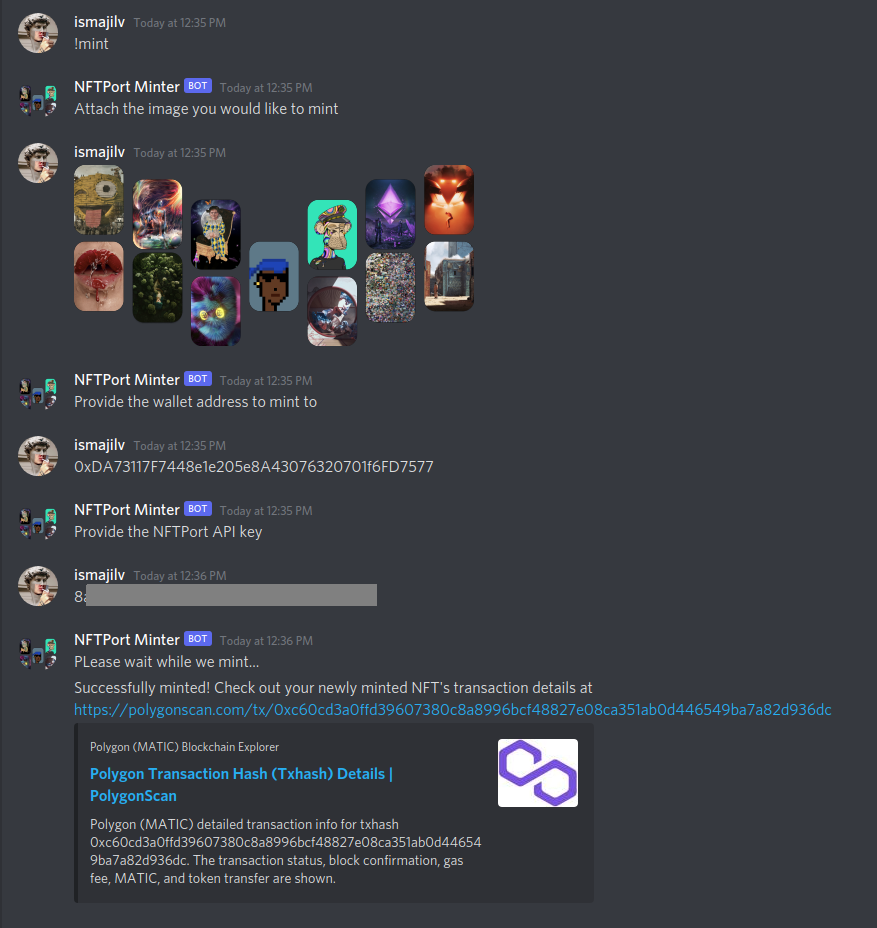 ismajilv Today at 12:35 PM
!mint
NFTPort Minter BOT Today at 12:35 PM
Attach the image you would like to mint
ismajilv Today at 12:35 PM
NFTPort Minter BOT Today at 12:35 PM
Provide the wallet address to mint to
ismajilv Today at 12:35 PM
0xDA73117F7448e1e205e8A43076320701f6FD7577
NFTPort Minter BOT Today at 12:35 PM
Provide the NFTPort API key
ismajilv Today at 12:36 PM
8
NFTPort Minter BOT Today at 12:36 PM
PLease wait while we mint...
Successfully minted! Check out your newly minted NFT's transaction details at
https://polygonscan.com/tx/0xc60cd3a0ffd39607380c8a8996bcf48827e08ca351ab0d446549ba7a82d936dc
Polygon (MATIC) Blockchain Explorer
Polygon Transaction Hash (Txhash) Details |
PolygonScan
Polygon (MATIC) detailed transaction info for txhash
0xc60cd3a0ffd39607380c8a8996bcf48827e08ca351ab0d44654
9ba7a82d936dc. The transaction status, block confirmation, gas
fee, MATIC, and token transfer are shown.